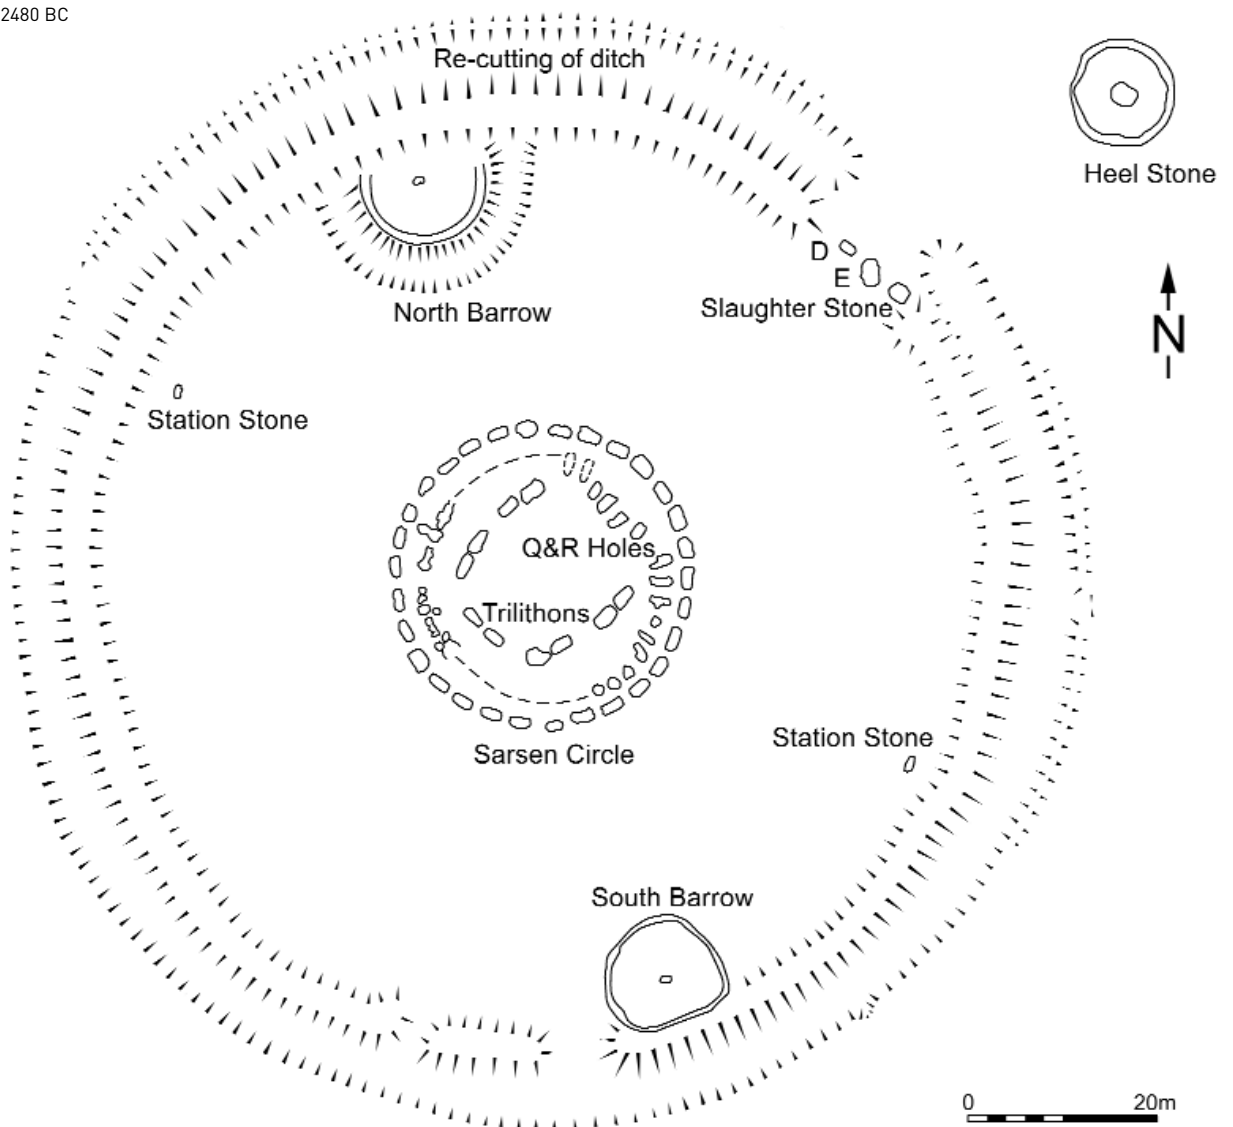 2480 BC
Re-cutting of ditch
Heel Stone
D
E
Slaughter Stone
North Barrow
N
Station Stone
Q&R Holes
Trilithons
Sarsen Circle
Station Stone
South Barrow
0 20m